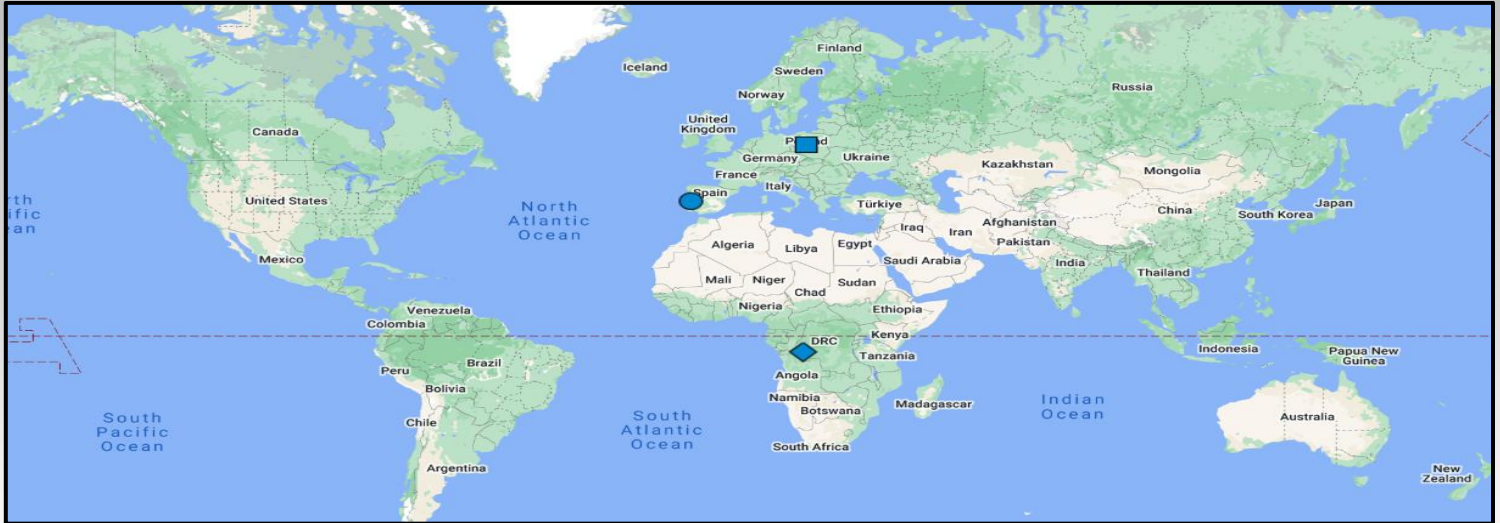 Iceland
Finland
Sweden
Norway
Russia
United
Kingdom
Canada
Germany
Ukraine
France
Kazakhstan
Mongolia
Italy
Spain
United States
North
Atlantic
Ocean
rth
ific
an
Türkiye
China
South Korea
Japan
Afghanistan
Iraq
Iran
Pakistan
Algeria
Libya
Egypt
Saudi Arabia
India
Mexico
Thailand
Mali
Niger
Chad
Sudan
Nigeria
Ethiopia
Venezuela
Colombia
Kenya
DRC
Tanzania
Indonesia
Papua New
Guinea
Brazil
Peru
Angola
Bolivia
Namibia
Botswana
Madagascar
Indian
Ocean
South
Pacific
Ocean
Chile
South
Atlantic
Ocean
Australia
South Africa
Argentina
New
Zealand